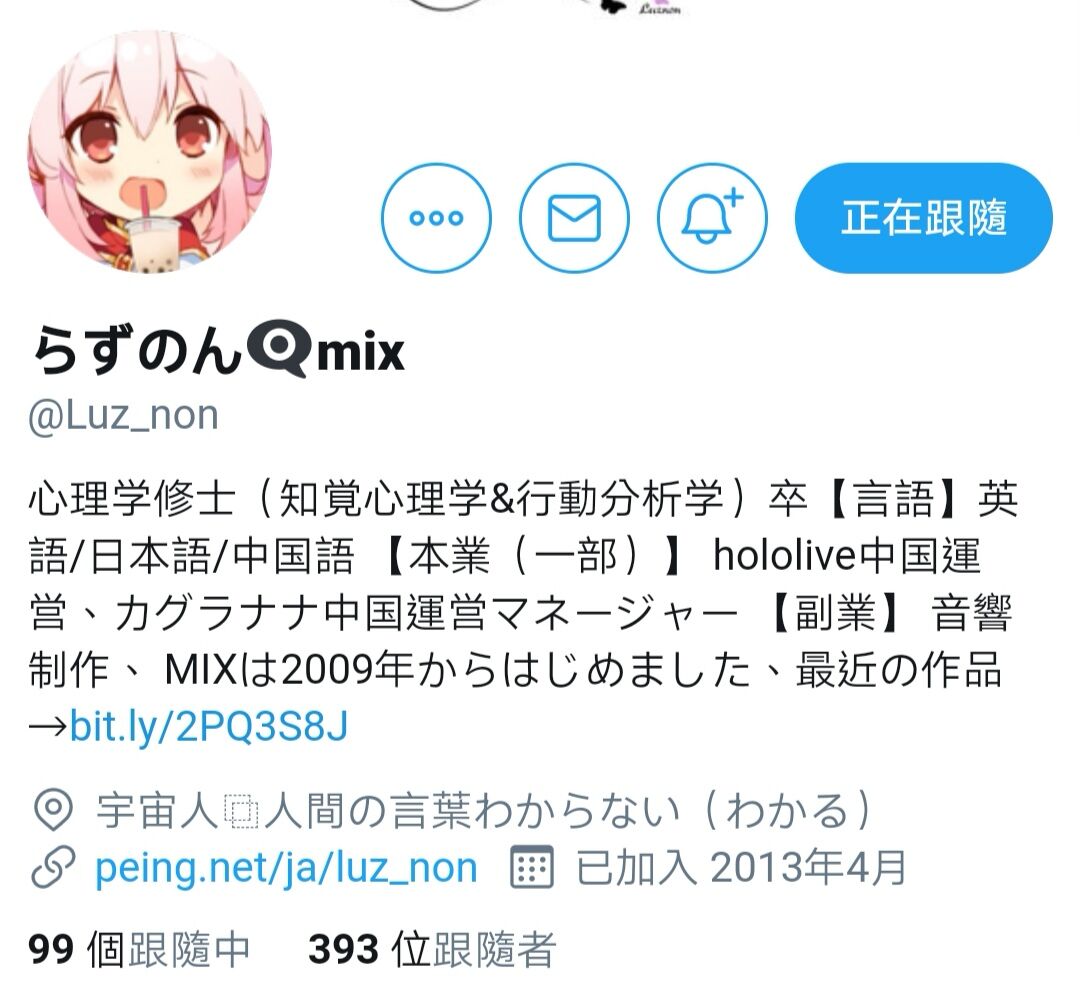 Luznon
正在跟隨
らずのん👁️‍🗨️mix
@Luz_non
心理学修士（知覚心理学&行動分析学）卒【言語】英
語/日本語/中国語 【本業（一部）】 hololive中国運
営、カグラナナ中国運営マネージャー 【副業】 音響
制作、 MIXは2009年からはじめました、最近の作品
→bit.ly/2PQ3S8J
宇宙人⿻人間の言葉わからない（わかる）
peing.net/ja/luz_non 已加入 2013年4月
99 個跟隨中 393 位跟隨者